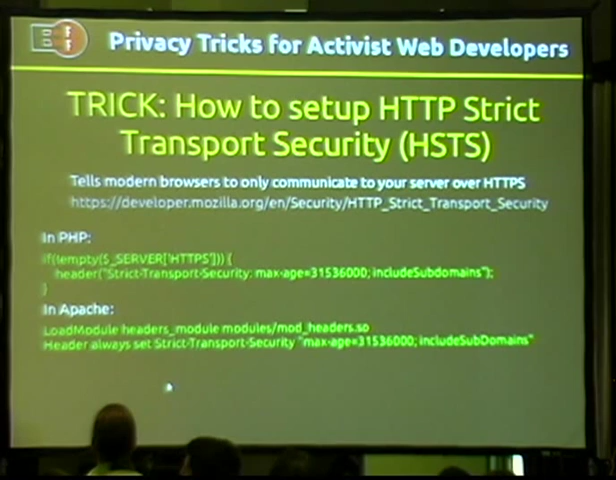 EFF
Privacy Tricks for Activist Web Developers
TRICK: How to setup HTTP Strict
Transport Security (HSTS)
Tells modern browsers to only communicate to your server over HTTPS
https://developer.mozilla.org/en/Security/HTTP_Strict_Transport_Security
In PHP:
if(!empty($_SERVER['HTTPS'])) {
header("Strict-Transport-Security: max-age=31536000; includeSubdomains");
}
In Apache:
LoadModule headers_module modules/mod_headers.so
Header always set Strict-Transport-Security "max-age=31536000; includeSubDomains"